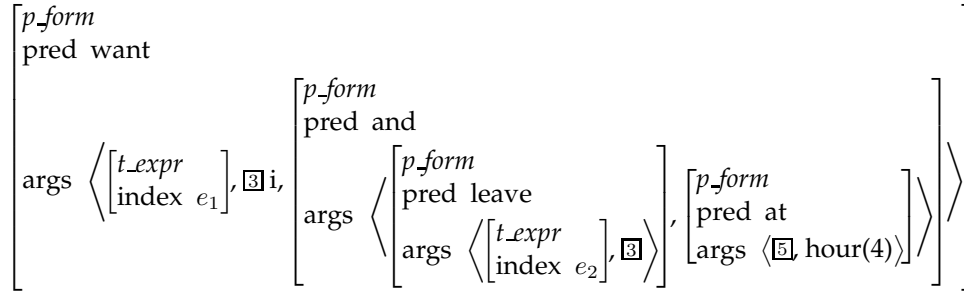 p_form
pred want
p_form
pred and
p_form
pred leave
args ⟨[t_expr
index e₂], 3⟩
p_form
pred at
args ⟨5, hour(4)⟩
args ⟨[t_expr
index e₁], 3 i,
args